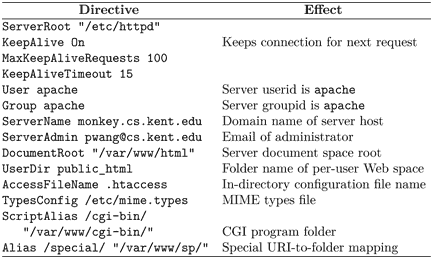 Directive Effect
ServerRoot "/etc/httpd"
KeepAlive On Keeps connection for next request
MaxKeepAliveRequests 100
KeepAliveTimeout 15
User apache Server userid is apache
Group apache Server groupid is apache
ServerName monkey.cs.kent.edu Domain name of server host
ServerAdmin pwang@cs.kent.edu Email of administrator
DocumentRoot "/var/www/html" Server document space root
UserDir public_html Folder name of per-user Web space
AccessFileName .htaccess In-directory configuration file name
TypesConfig /etc/mime.types MIME types file
ScriptAlias /cgi-bin/
"/var/www/cgi-bin/" CGI program folder
Alias /special/ "/var/www/sp/" Special URI-to-folder mapping